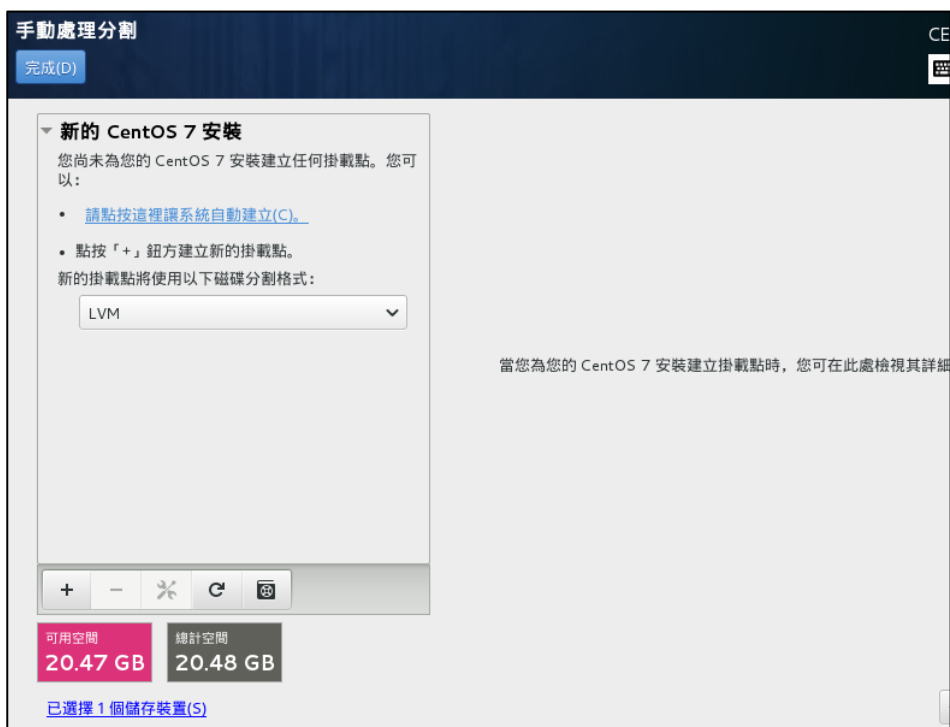 手動處理分割
完成(D)
CE
新的 CentOS 7 安裝
您尚未為您的 CentOS 7 安裝建立任何掛載點。您可
以：
• 請點按這裡讓系統自動建立(C)。
• 點按「+」鈕方建立新的掛載點。
新的掛載點將使用以下磁碟分割格式：
LVM
當您為您的 CentOS 7 安裝建立掛載點時，您可在此處檢視其詳細
可用空間
20.47 GB
總計空間
20.48 GB
已選擇 1 個儲存裝置(S)